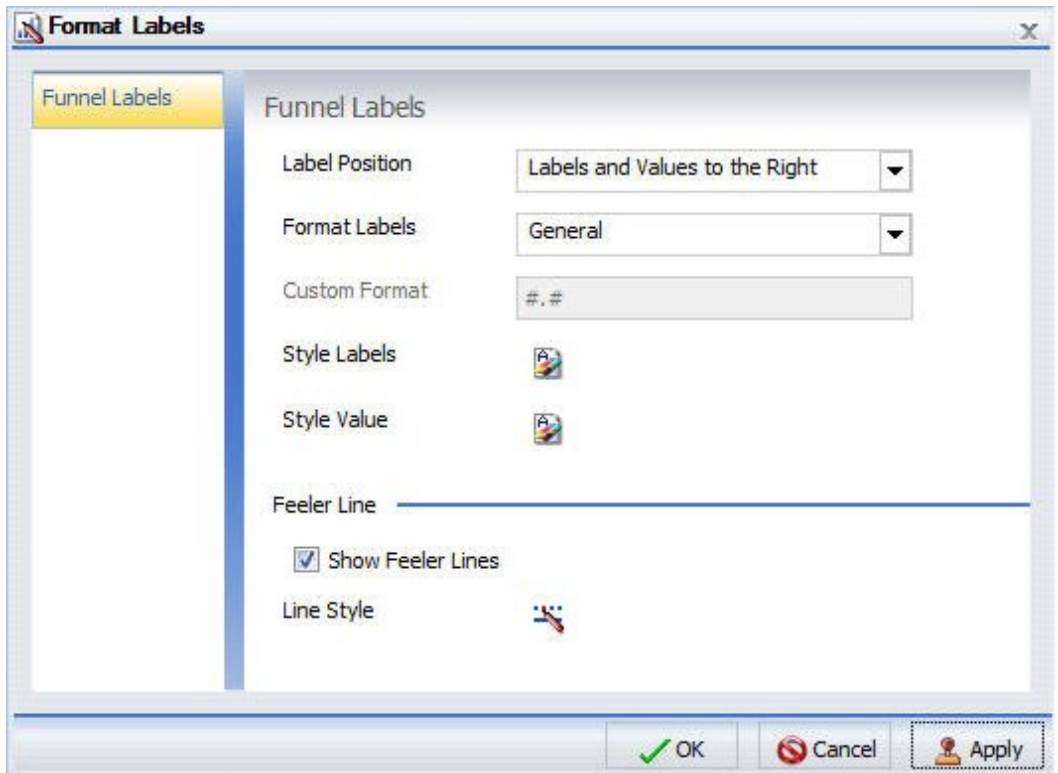 Format Labels
Funnel Labels
Funnel Labels
Label Position Labels and Values to the Right
Format Labels General
Custom Format #.#
Style Labels
Style Value
Feeler Line
Show Feeler Lines
Line Style
OK Cancel Apply